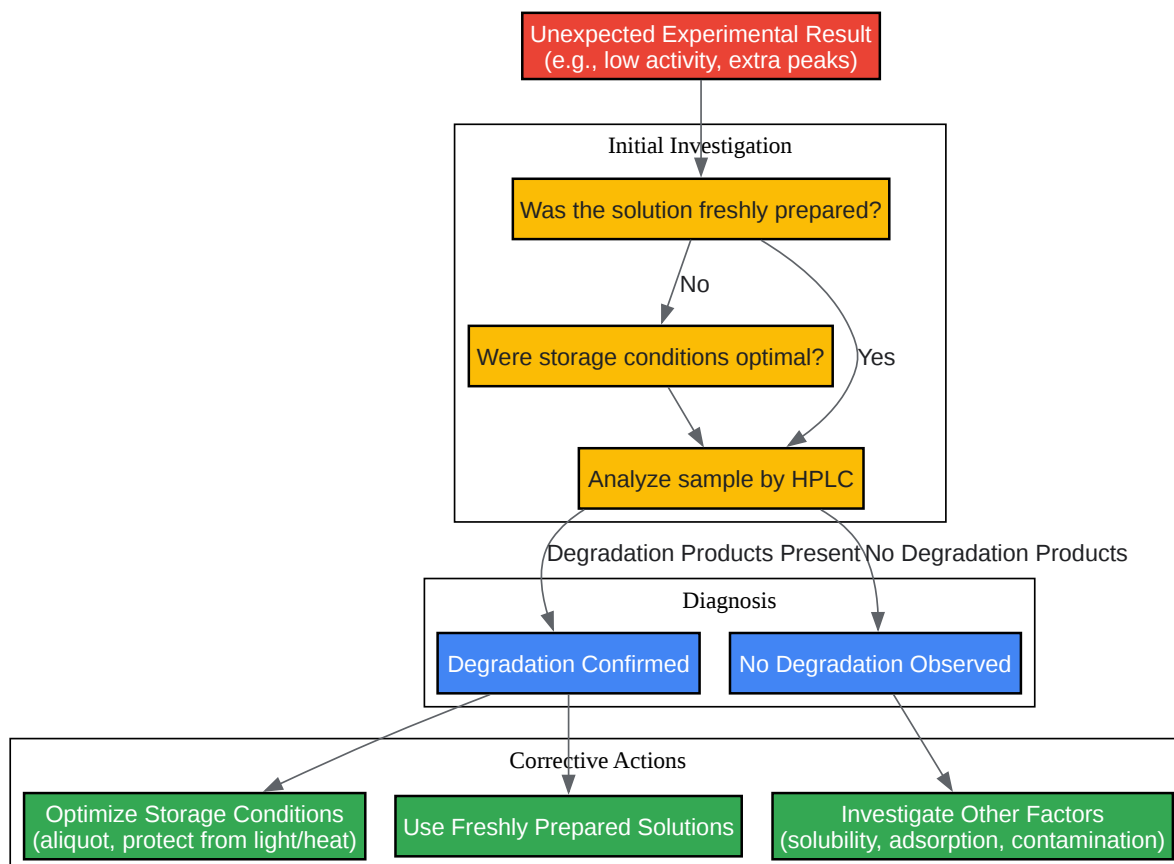 Unexpected Experimental Result
(e.g., low activity, extra peaks)
Initial Investigation
Was the solution freshly prepared?
No
Were storage conditions optimal?
Yes
Analyze sample by HPLC
Degradation Products Present
No Degradation Products
Diagnosis
Degradation Confirmed
No Degradation Observed
Corrective Actions
Optimize Storage Conditions
(aliquot, protect from light/heat)
Use Freshly Prepared Solutions
Investigate Other Factors
(solubility, adsorption, contamination)